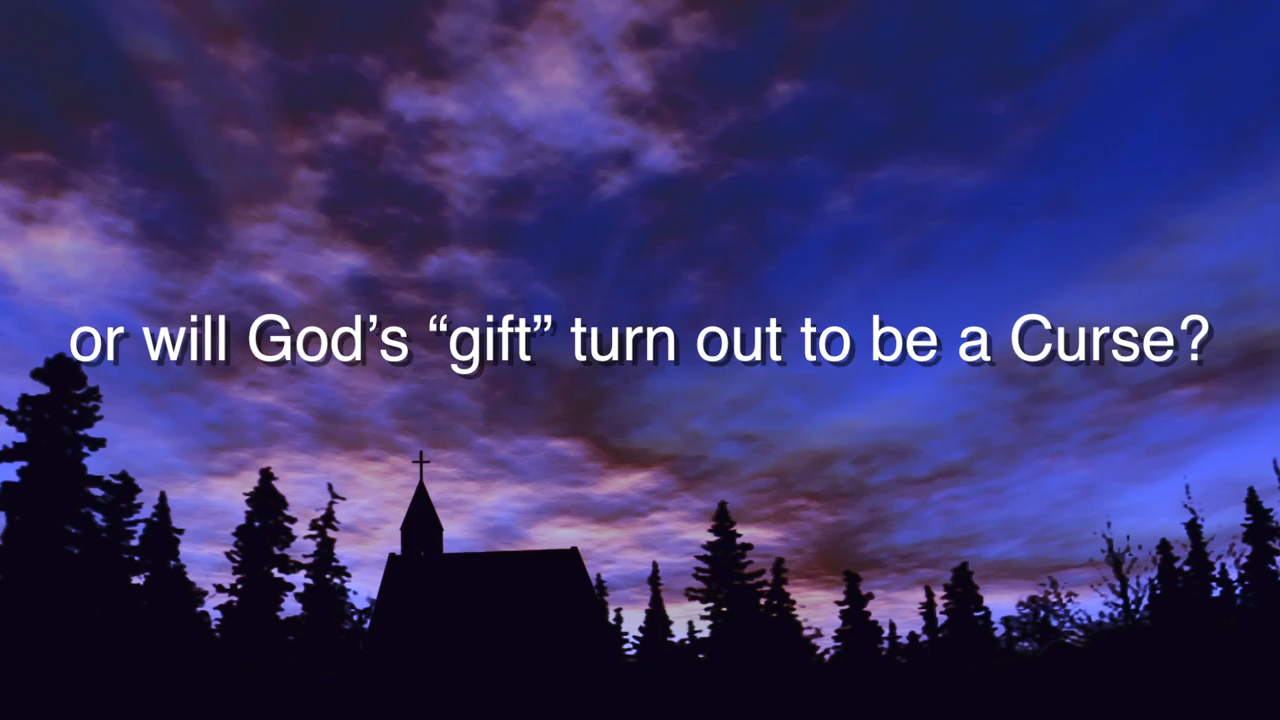 or will God’s “gift” turn out to be a Curse?